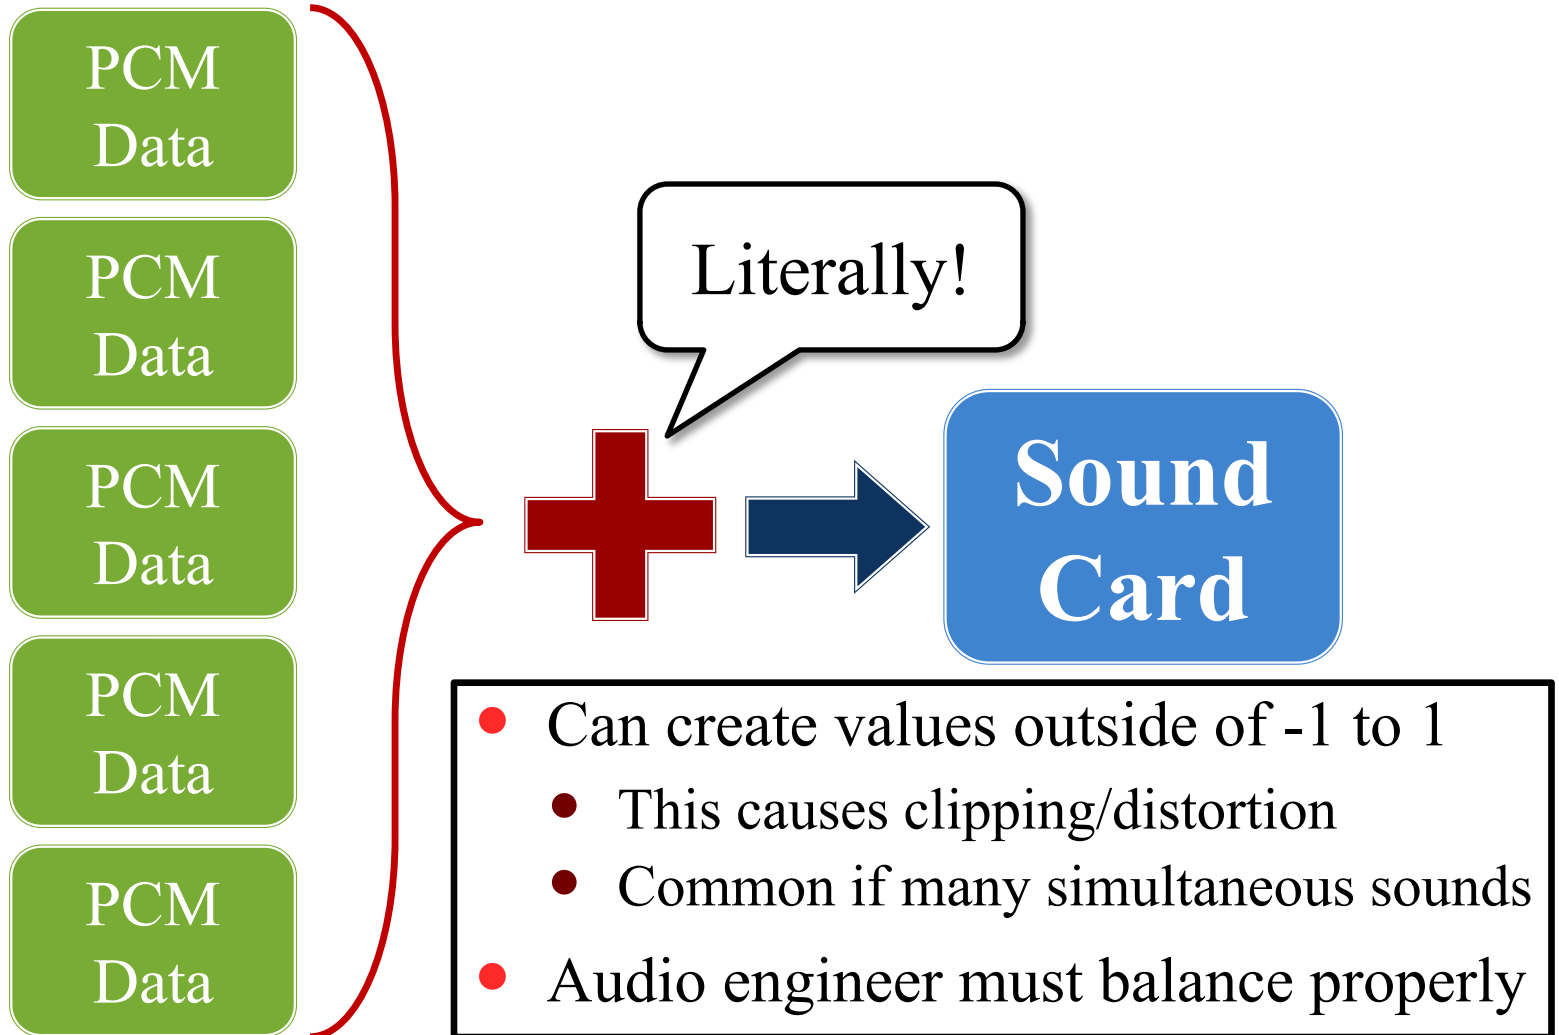 PCM
Data
PCM
Data
PCM
Data
PCM
Data
PCM
Data
Literally!
Sound
Card
• Can create values outside of -1 to 1
• This causes clipping/distortion
• Common if many simultaneous sounds
• Audio engineer must balance properly